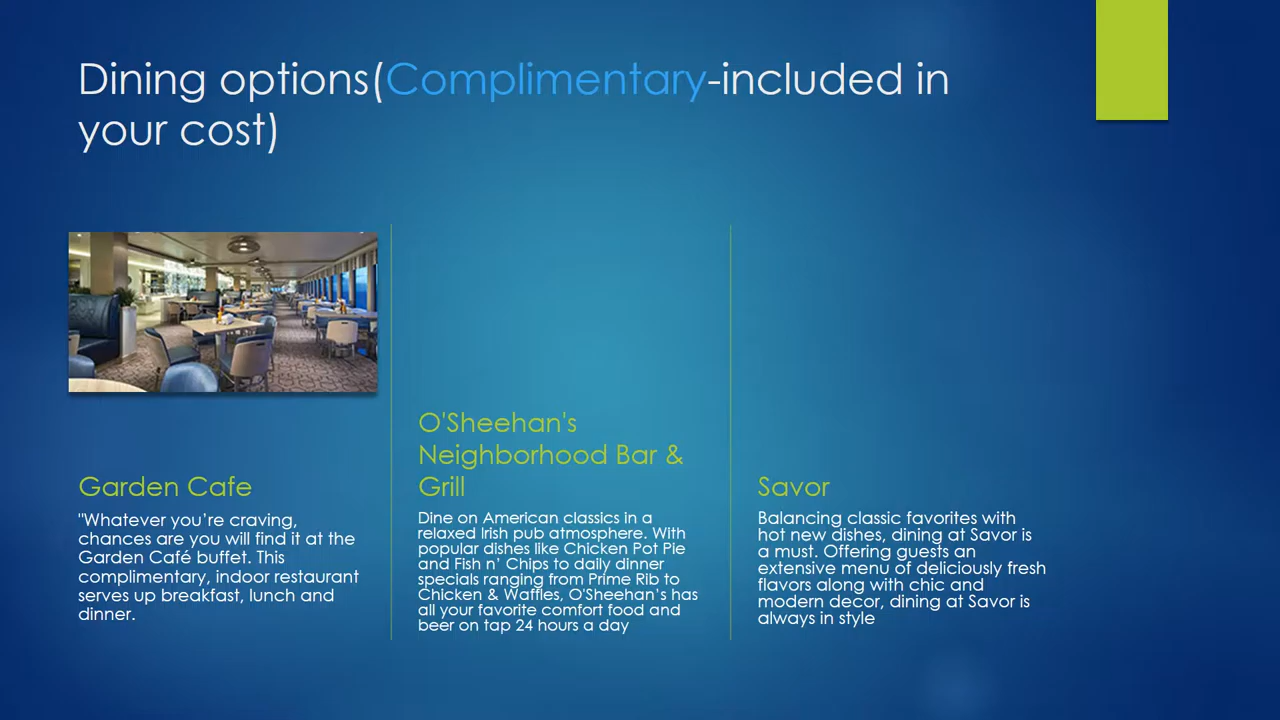 Dining options(Complimentary-included in
your cost)
Garden Cafe
"Whatever you’re craving,
chances are you will find it at the
Garden Café buffet. This
complimentary, indoor restaurant
serves up breakfast, lunch and
dinner.
O'Sheehan's
Neighborhood Bar &
Grill
Dine on American classics in a
relaxed Irish pub atmosphere. With
popular dishes like Chicken Pot Pie
and Fish n’ Chips to daily dinner
specials ranging from Prime Rib to
Chicken & Waffles, O'Sheehan’s has
all your favorite comfort food and
beer on tap 24 hours a day
Savor
Balancing classic favorites with
hot new dishes, dining at Savor is
a must. Offering guests an
extensive menu of deliciously fresh
flavors along with chic and
modern decor, dining at Savor is
always in style